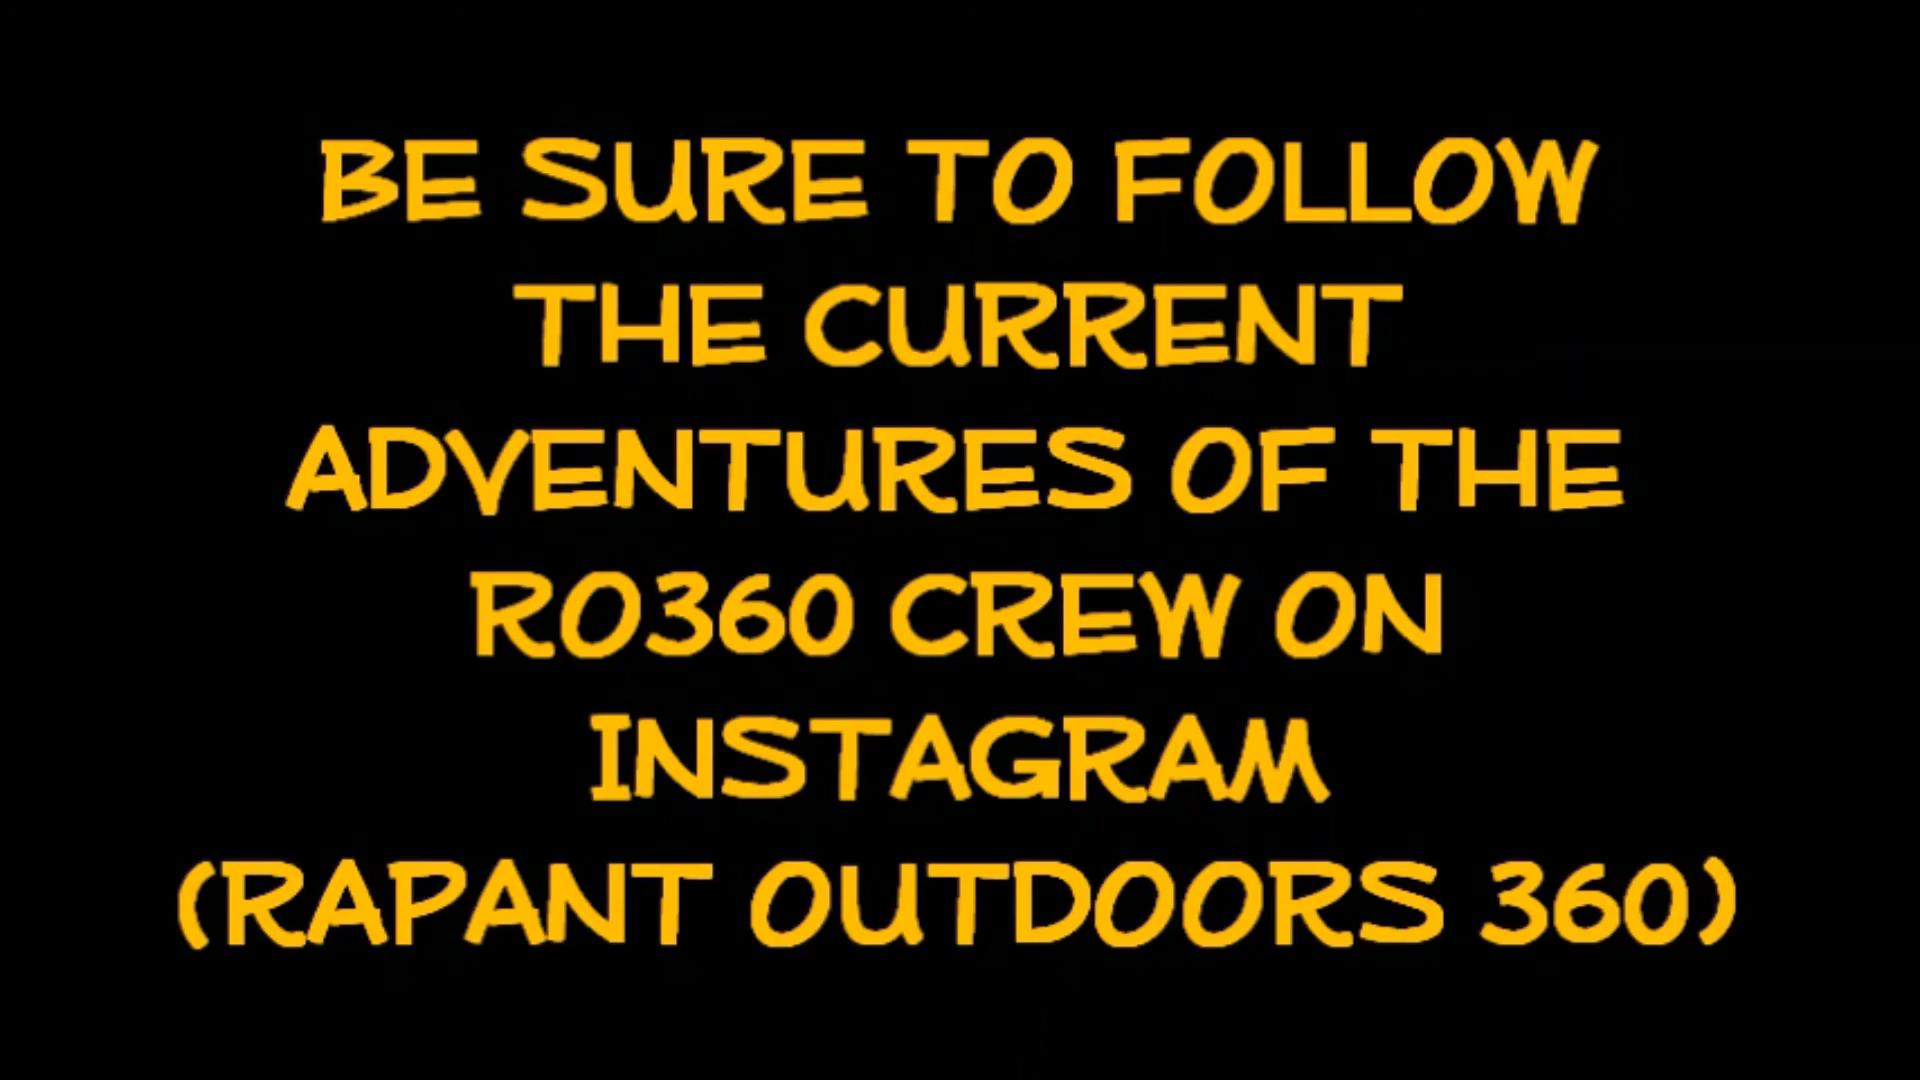 BE SURE TO FOLLOW
THE CURRENT
ADVENTURES OF THE
RO360 CREW ON
INSTAGRAM
(RAPANT OUTDOORS 360)